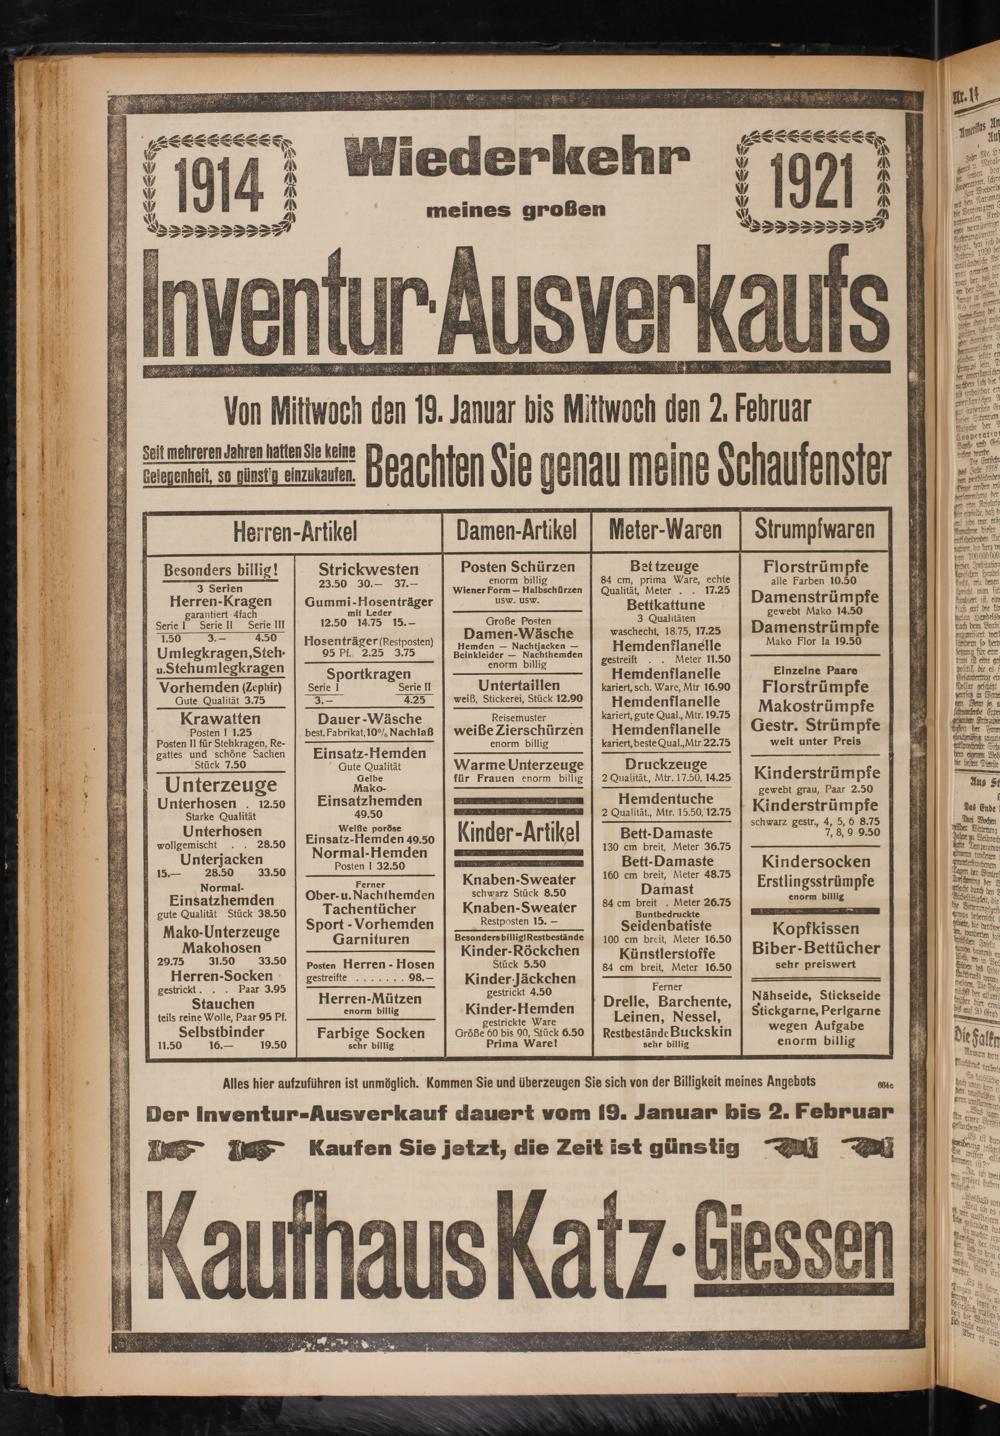 1914
Wiederkehr
1921
meines großen
Inventur-Ausverkaufs
Von Mittwoch den 19. Januar bis Mittwoch den 2. Februar
Seit mehreren Jahren hatten Sie keine
Gelegenheit, so günst'g einzukaufen.
Beachten Sie genau meine Schaufenster
Herren-Artikel
Besonders billig!
3 Serien
Herren-Kragen
garantiert 4fach
Serie I Serie II Serie III
1.50 3.— 4.50
Umlegkragen, Steh-
u. Stehumlegkragen
Vorhemden (Zephir)
Gute Qualität 3.75
Krawatten
Posten I 1.25
Posten II für Stehkragen, Re-
gattes und schöne Sachen
Stück 7.50
Unterzeuge
Unterhosen . 12.50
Starke Qualität
Unterhosen
wollgemischt . . 28.50
Unterjacken
15.— 28.50 33.50
Normal-
Einsatzhemden
gute Qualität Stück 38.50
Mako-Unterzeuge
Makohosen
29.75 31.50 33.50
Herren-Socken
gestrickt . . . Paar 3.95
Stauchen
teils reine Wolle, Paar 95 Pf.
Selbstbinder
11.50 16.— 19.50
Strickwesten
23.50 30.— 37.—
Gummi-Hosenträger
mit Leder
12.50 14.75 15.—
Hosenträger (Restposten)
95 Pf. 2.25 3.75
Sportkragen
Serie I Serie II
3.— 4.25
Dauer-Wäsche
best. Fabrikat, 10% Nachlaß
Einsatz-Hemden
Gute Qualität
Gelbe
Mako-
Einsatzhemden
49.50
Weiße poröse
Einsatz-Hemden 49.50
Normal-Hemden
Posten I 32.50
Ferner
Ober- u. Nachthemden
Taschentücher
Sport-Vorhemden
Garnituren
Posten Herren-Hosen
gestreifte . . . . . . . 98.—
Herren-Mützen
enorm billig
Farbige Socken
sehr billig
Damen-Artikel
Posten Schürzen
enorm billig
Wiener Form — Halbschürzen
usw. usw.
Große Posten
Damen-Wäsche
Hemden — Nachtjacken —
Beinkleider — Nachthemden
enorm billig
Untertaillen
weiß, Stickerei, Stück 12.90
Reisemuster
weiße Zierschürzen
enorm billig
Warme Unterzeuge
für Frauen enorm billig
Kinder-Artikel
Knaben-Sweater
schwarz Stück 8.50
Knaben-Sweater
Restposten 15. —
Besonders billig! Restbestände
Kinder-Röckchen
Stück 5.50
Kinder-Jäckchen
gestrickt 4.50
Kinder-Hemden
gestrickte Ware
Größe 60 bis 90, Stück 6.50
Prima Ware!
Meter-Waren
Bettzeuge
84 cm, prima Ware, echte
Qualität, Meter . . 17.25
Bettkattune
3 Qualitäten
waschecht, 18.75, 17.25
Hemdenflanelle
gestreift . . Meter 11.50
Hemdenflanelle
kariert, sch. Ware, Mtr 16.90
Hemdenflanelle
kariert, gute Qual., Mtr. 19.75
Hemdenflanelle
kariert, beste Qual., Mtr 22.75
Druckzeuge
2 Qualität., Mtr. 17.50, 14.25
Hemdentuche
2 Qualität., Mtr. 15.50, 12.75
Bett-Damaste
130 cm breit, Meter 36.75
Bett-Damaste
160 cm breit, Meter 48.75
Damast
84 cm breit . Meter 26.75
Buntbedruckte
Seidenbatiste
100 cm breit, Meter 16.50
Künstlerstoffe
84 cm breit, Meter 16.50
Ferner
Drelle, Barchente,
Leinen, Nessel,
Restbestände Buckskin
sehr billig
Strumpfwaren
Florstrümpfe
alle Farben 10.50
Damenstrümpfe
gewebt Mako 14.50
Damenstrümpfe
Mako Flor Ia 19.50
Einzelne Paare
Florstrümpfe
Makostrümpfe
Gestr. Strümpfe
weit unter Preis
Kinderstrümpfe
gewebt grau, Paar 2.50
Kinderstrümpfe
schwarz gestr., 4, 5, 6 8.75
7, 8, 9 9.50
Kindersocken
Erstlingsstrümpfe
enorm billig
Kopfkissen
Biber-Bettücher
sehr preiswert
Nähseide, Stickseide
Stickgarne, Perlgarne
wegen Aufgabe
enorm billig
Alles hier aufzuführen ist unmöglich. Kommen Sie und überzeugen Sie sich von der Billigkeit meines Angebots
664c
Der Inventur-Ausverkauf dauert vom 19. Januar bis 2. Februar
Kaufen Sie jetzt, die Zeit ist günstig
Kaufhaus Katz · Giessen
Nr. 14